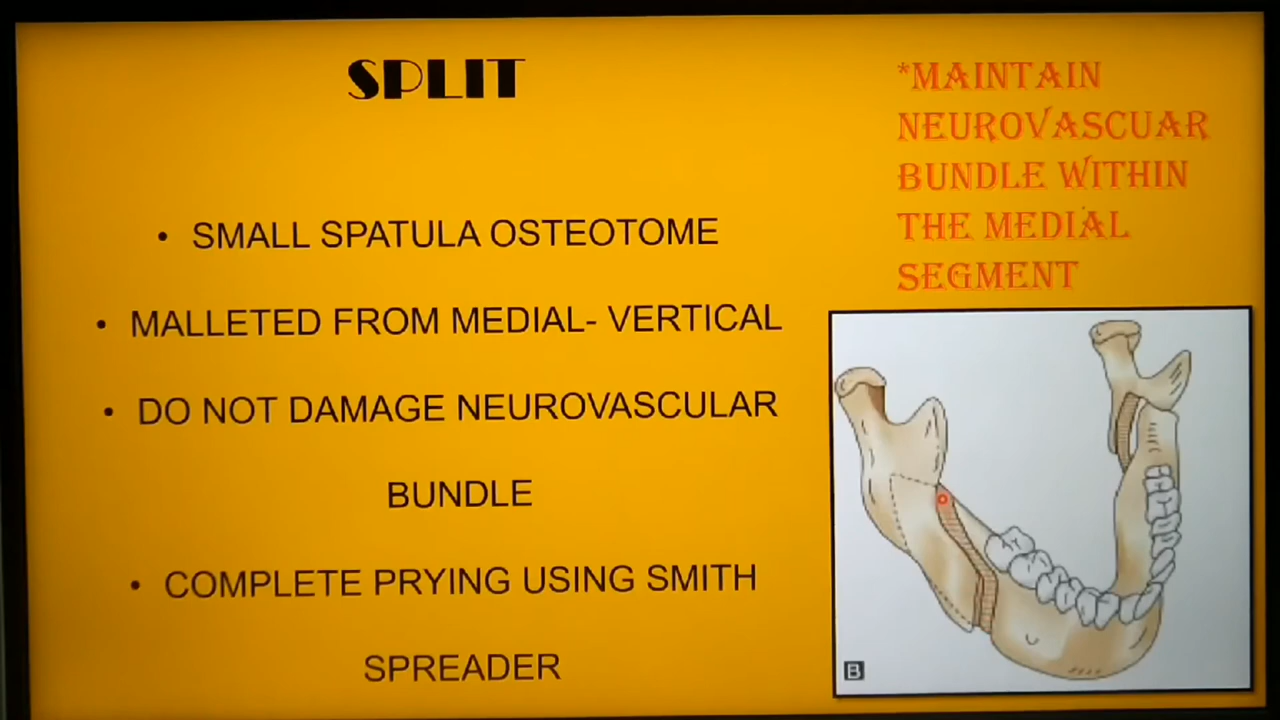 SPLIT
• SMALL SPATULA OSTEOTOME
• MALLETED FROM MEDIAL- VERTICAL
• DO NOT DAMAGE NEUROVASCULAR
BUNDLE
• COMPLETE PRYING USING SMITH
SPREADER
*MAINTAIN
NEUROVASCUAR
BUNDLE WITHIN
THE MEDIAL
SEGMENT
B